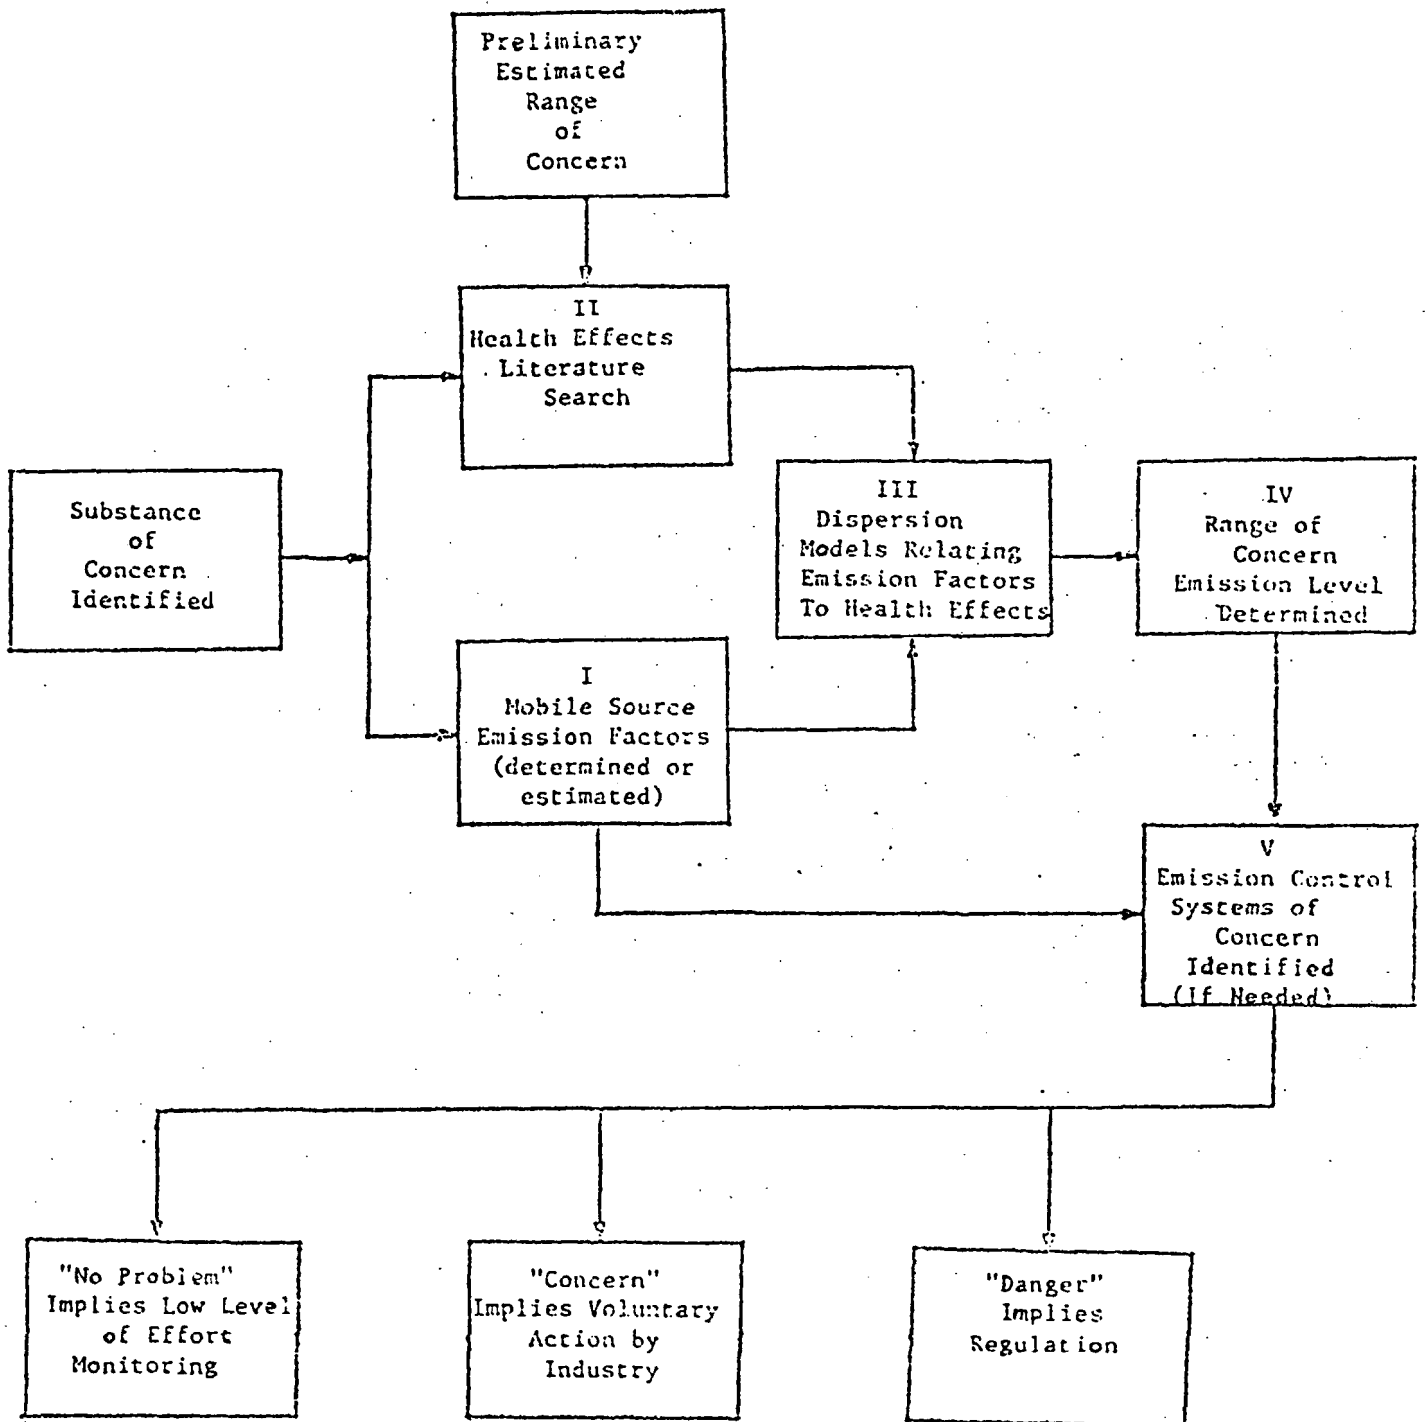 Preliminary
Estimated
Range
of
Concern
II
Health Effects
Literature
Search
Substance
of
Concern
Identified
III
Dispersion
Models Relating
Emission Factors
To Health Effects
IV
Range of
Concern
Emission Level
Determined
I
Mobile Source
Emission Factors
(determined or
estimated)
V
Emission Control
Systems of
Concern
Identified
(If Needed)
"No Problem"
Implies Low Level
of Effort
Monitoring
"Concern"
Implies Voluntary
Action by
Industry
"Danger"
Implies
Regulation